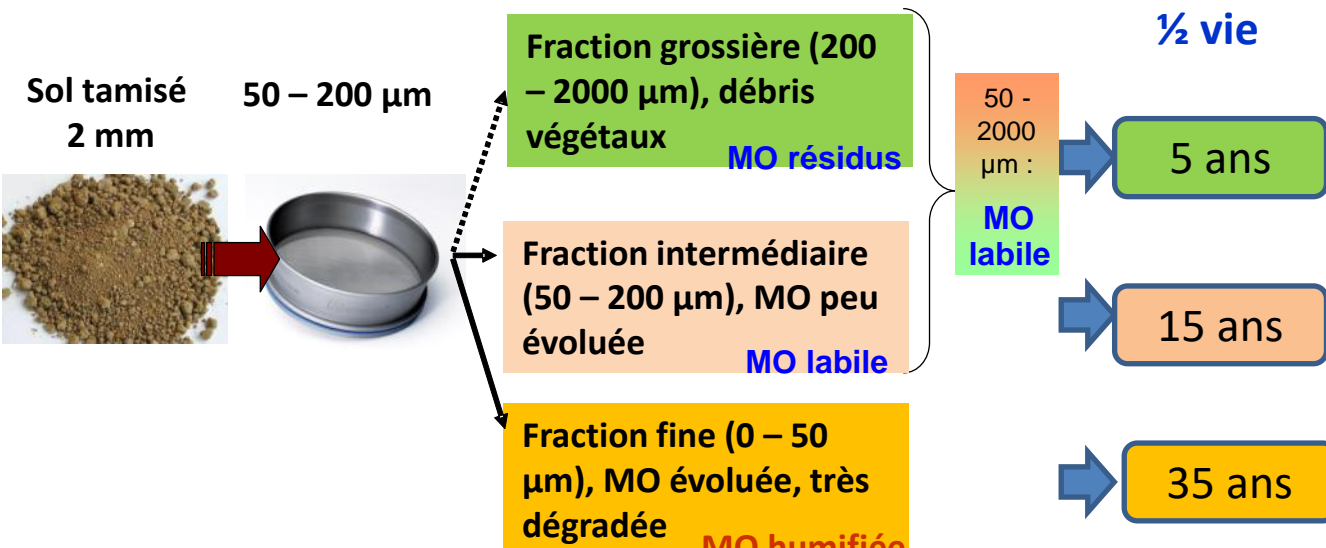 Sol tamisé
2 mm
50 – 200 µm
Fraction grossière (200
– 2000 µm), débris
végétaux
MO résidus
Fraction intermédiaire
(50 – 200 µm), MO peu
évoluée
MO labile
Fraction fine (0 – 50
µm), MO évoluée, très
dégradée
MO humifiée
50 -
2000
µm :
MO
labile
½ vie
5 ans
15 ans
35 ans